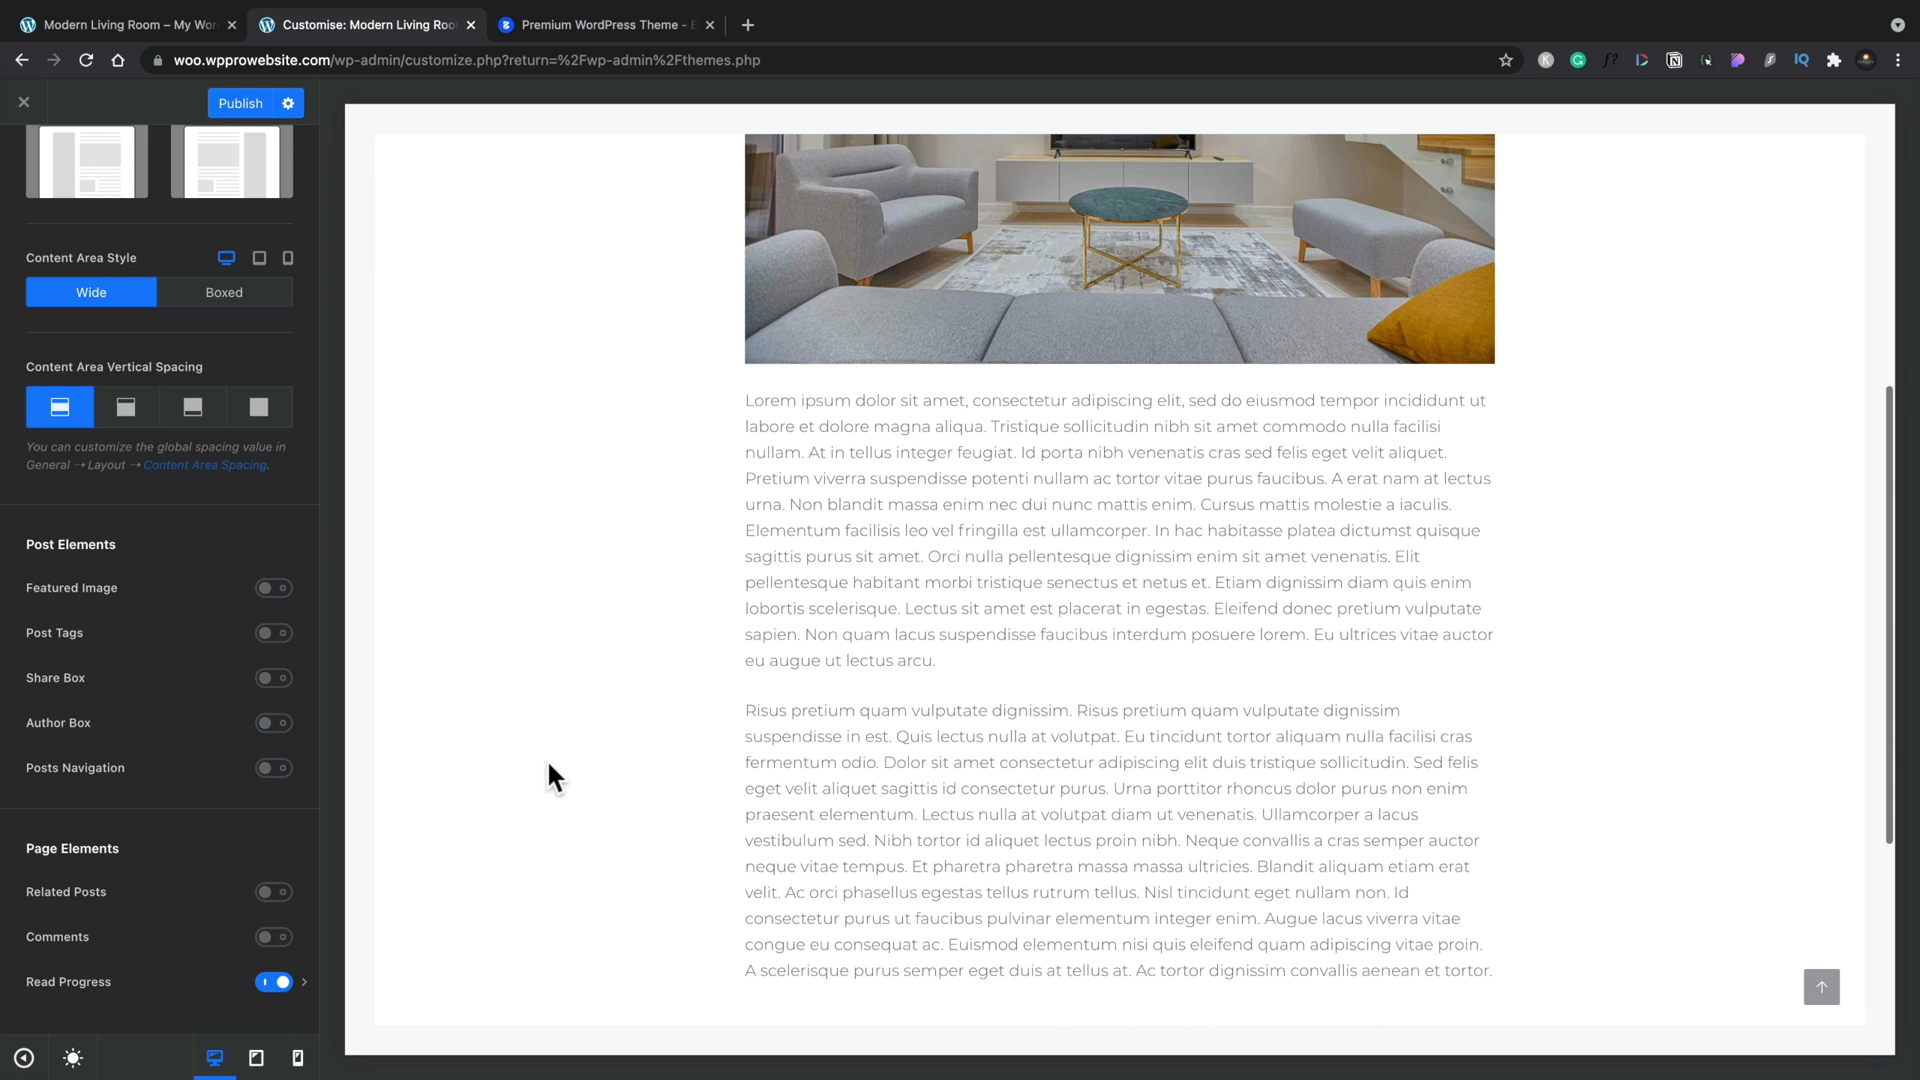 Modern Living Room – My Wor
Customise: Modern Living Roo
Premium WordPress Theme - B
woo.wpprowebsite.com/wp-admin/customize.php?return=%2Fwp-admin%2Fthemes.php
Publish
Content Area Style
Wide
Boxed
Content Area Vertical Spacing
You can customize the global spacing value in
General → Layout → Content Area Spacing.
Post Elements
Featured Image
Post Tags
Share Box
Author Box
Posts Navigation
Page Elements
Related Posts
Comments
Read Progress
Lorem ipsum dolor sit amet, consectetur adipiscing elit, sed do eiusmod tempor incididunt ut
labore et dolore magna aliqua. Tristique sollicitudin nibh sit amet commodo nulla facilisi
nullam. At in tellus integer feugiat. Id porta nibh venenatis cras sed felis eget velit aliquet.
Pretium viverra suspendisse potenti nullam ac tortor vitae purus faucibus. A erat nam at lectus
urna. Non blandit massa enim nec dui nunc mattis enim. Cursus mattis molestie a iaculis.
Elementum facilisis leo vel fringilla est ullamcorper. In hac habitasse platea dictumst quisque
sagittis purus sit amet. Orci nulla pellentesque dignissim enim sit amet venenatis. Elit
pellentesque habitant morbi tristique senectus et netus et. Etiam dignissim diam quis enim
lobortis scelerisque. Lectus sit amet est placerat in egestas. Eleifend donec pretium vulputate
sapien. Non quam lacus suspendisse faucibus interdum posuere lorem. Eu ultrices vitae auctor
eu augue ut lectus arcu.
Risus pretium quam vulputate dignissim. Risus pretium quam vulputate dignissim
suspendisse in est. Quis lectus nulla at volutpat. Eu tincidunt tortor aliquam nulla facilisi cras
fermentum odio. Dolor sit amet consectetur adipiscing elit duis tristique sollicitudin. Sed felis
eget velit aliquet sagittis id consectetur purus. Urna porttitor rhoncus dolor purus non enim
praesent elementum. Lectus nulla at volutpat diam ut venenatis. Ullamcorper a lacus
vestibulum sed. Nibh tortor id aliquet lectus proin nibh. Neque convallis a cras semper auctor
neque vitae tempus. Et pharetra pharetra massa massa ultricies. Blandit aliquam etiam erat
velit. Ac orci phasellus egestas tellus rutrum tellus. Nisl tincidunt eget nullam non. Id
consectetur purus ut faucibus pulvinar elementum integer enim. Augue lacus viverra vitae
congue eu consequat ac. Euismod elementum nisi quis eleifend quam adipiscing vitae proin.
A scelerisque purus semper eget duis at tellus at. Ac tortor dignissim convallis aenean et tortor.